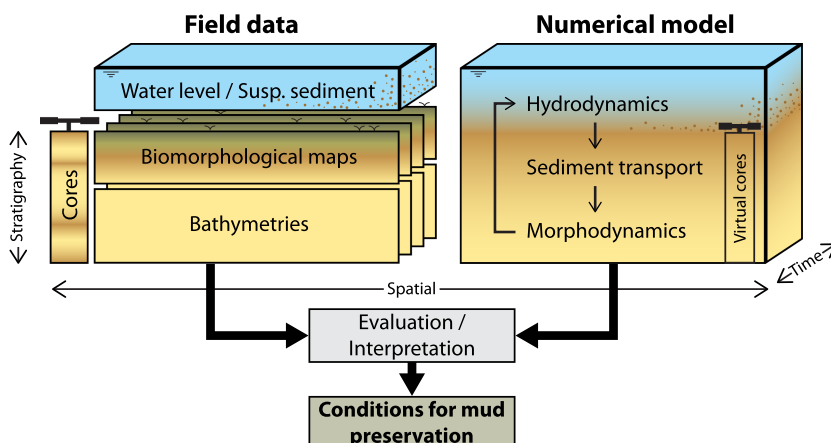 Field data
Numerical model
Water level / Susp. sediment
Biomorphological maps
Bathymetries
Cores
Stratigraphy
Hydrodynamics
Sediment transport
Morphodynamics
Virtual cores
Time
Spatial
Evaluation /
Interpretation
Conditions for mud
preservation